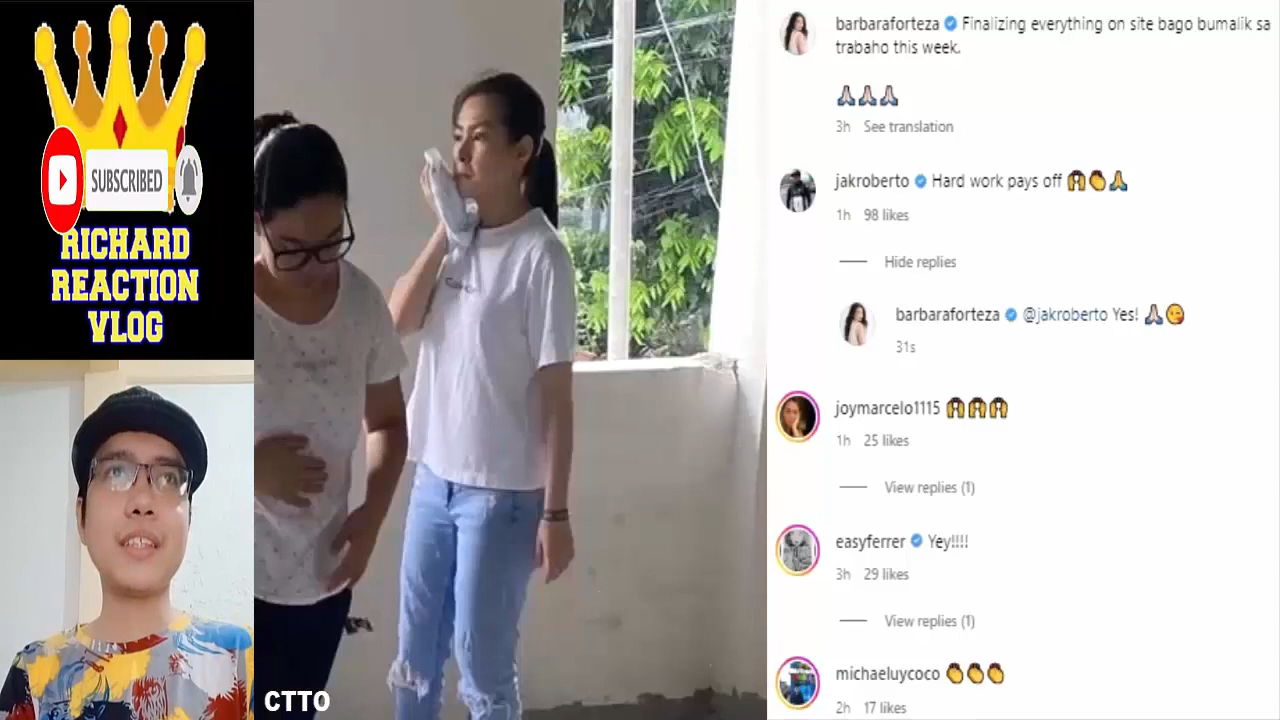 SUBSCRIBED
RICHARD
REACTION
VLOG
CTTO
barbaraforteza Finalizing everything on site bago bumalik sa
trabaho this week.
🙏🏻🙏🏻🙏🏻
3h See translation
jakroberto Hard work pays off 🙌👏🙏
1h 98 likes
Hide replies
barbaraforteza @jakroberto Yes! 🙏🏻😘
31s
joymarcelo1115 🙌🙌🙌
1h 25 likes
View replies (1)
easyferrer Yey!!!!
3h 29 likes
View replies (1)
michaeluycoco 👏👏👏
2h 17 likes